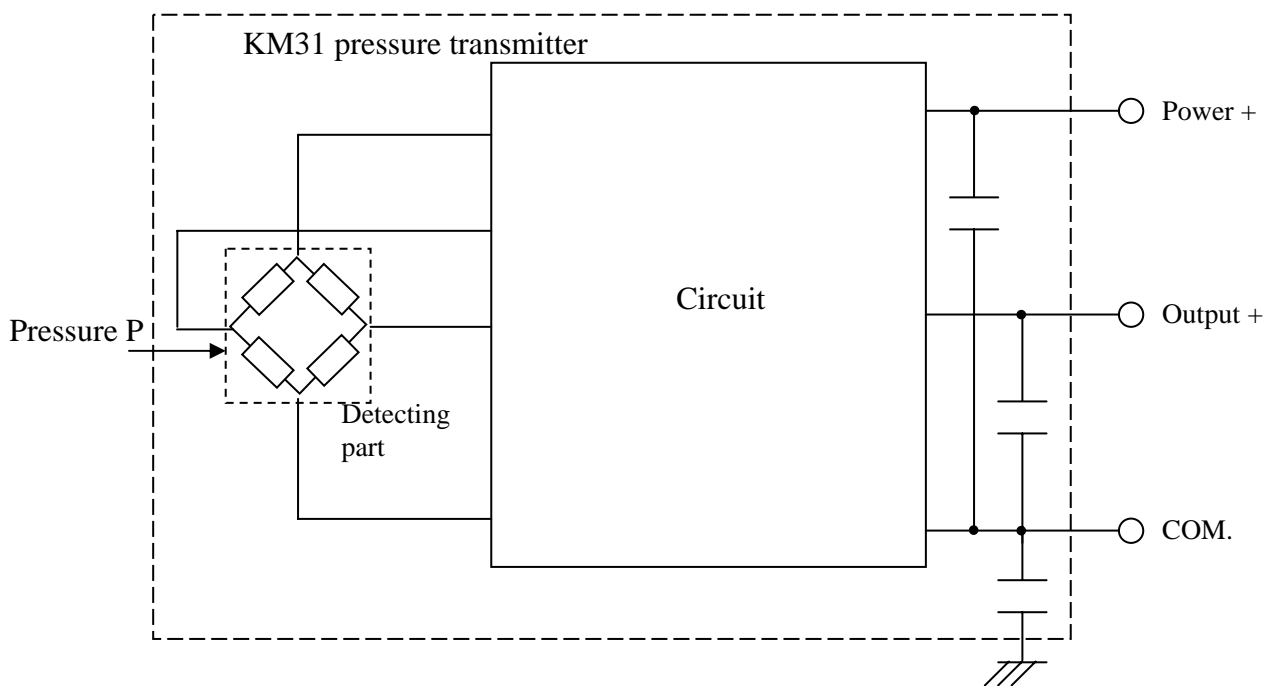 KM31 pressure transmitter
Power +
Circuit
Output +
Pressure P
Detecting
part
COM.